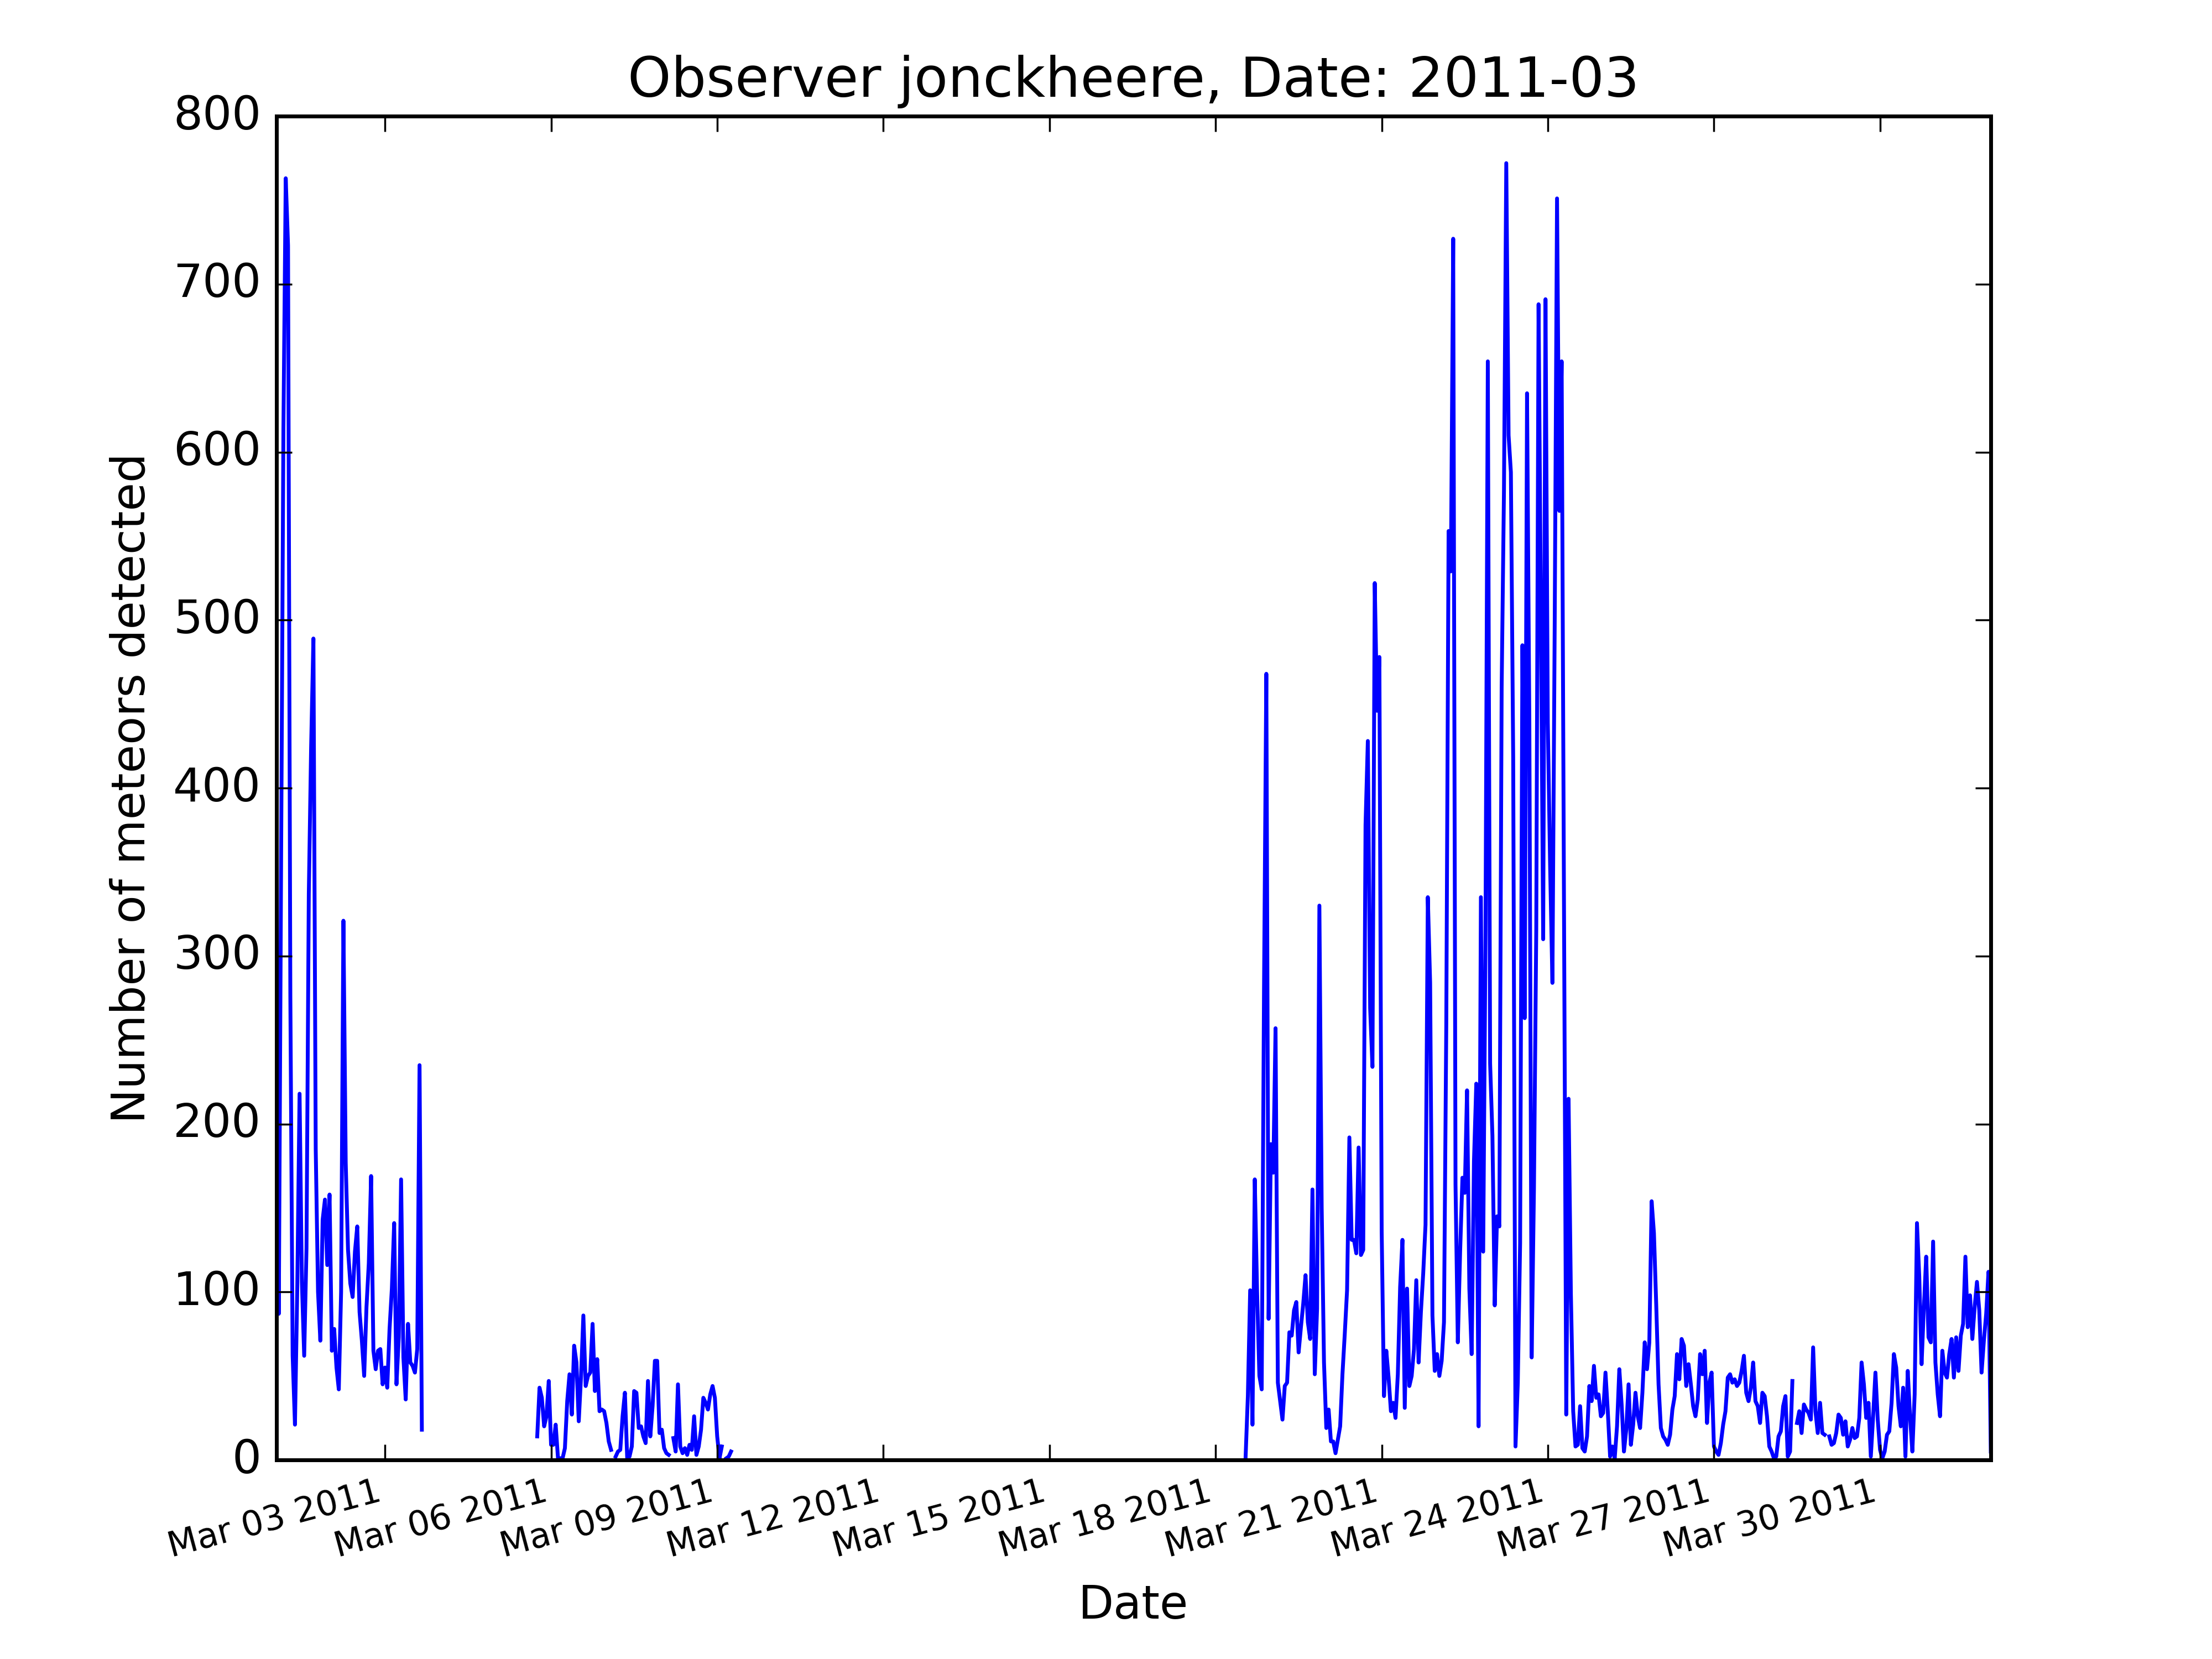 Observer jonckheere, Date: 2011-03
Number of meteors detected
800
700
600
500
400
300
200
100
0
Mar 03 2011
Mar 06 2011
Mar 09 2011
Mar 12 2011
Mar 15 2011
Mar 18 2011
Mar 21 2011
Mar 24 2011
Mar 27 2011
Mar 30 2011
Date